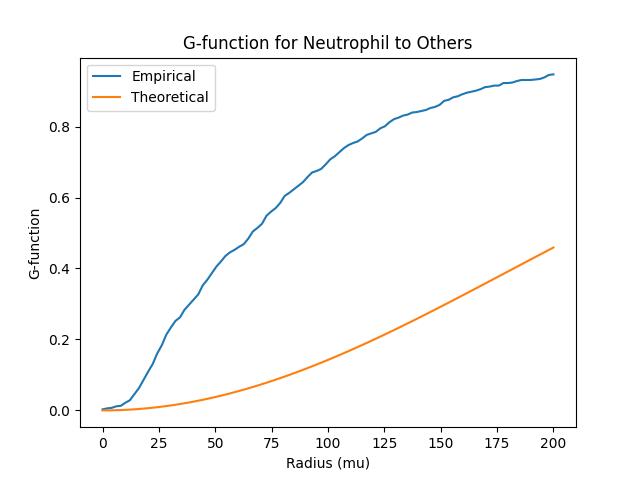 G-function for Neutrophil to Others
Empirical
Theoretical
G-function
0.8
0.6
0.4
0.2
0.0
0 25 50 75 100 125 150 175 200
Radius (mu)